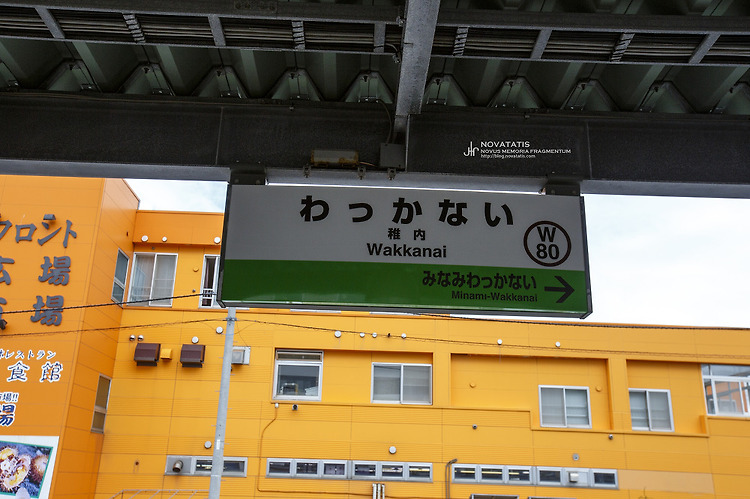 NOVATATIS
NOVUS MEMORIA FRAGMENTUM
http://blog.novatatis.com
わっかない
稚内
Wakkanai
W
80
みなみわっかない
Minami-Wakkanai
フロント
広場
レストラン
食館
場!!